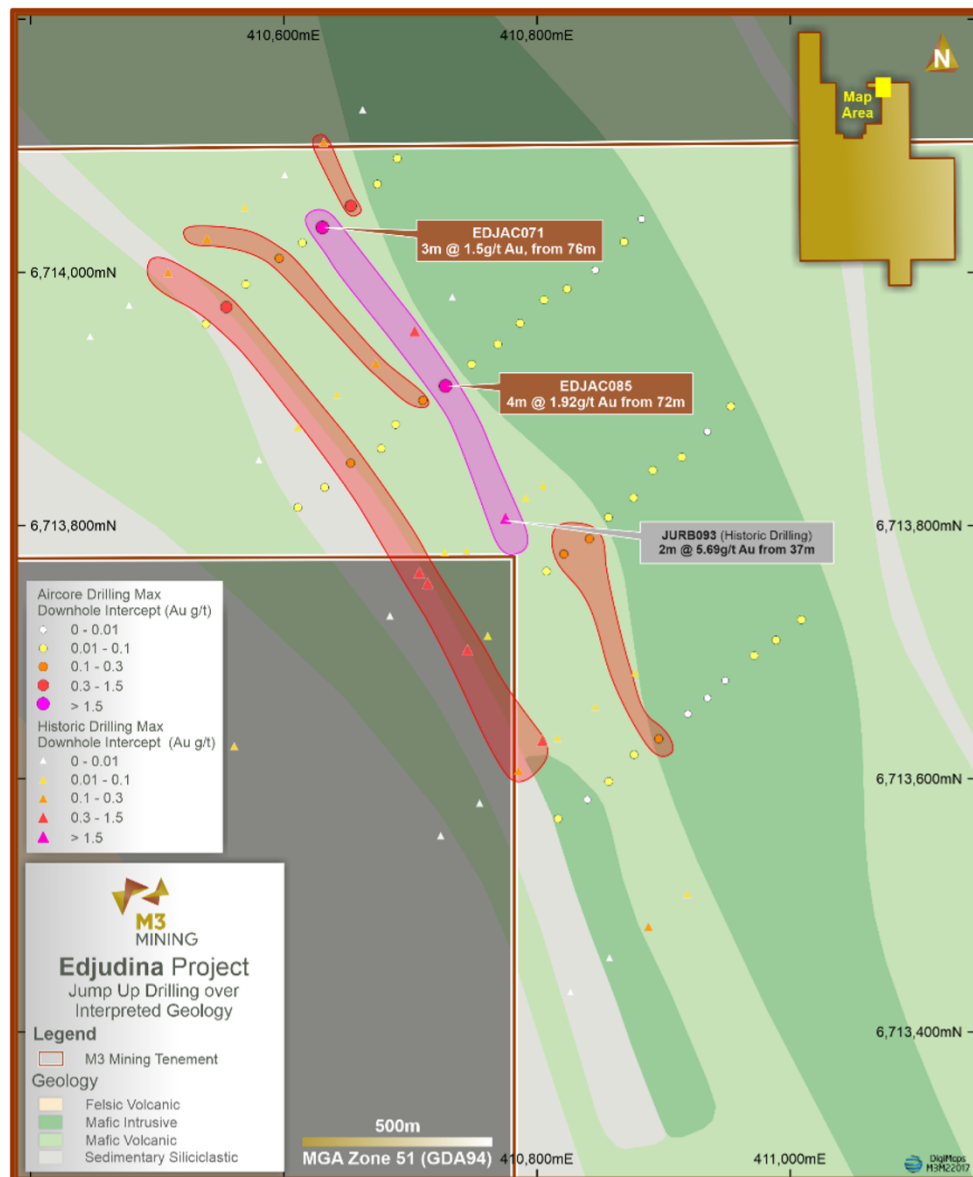 410,600mE
410,800mE
N
Map
Area
EDJAC071
3m @ 1.5g/t Au, from 76m
6,714,000mN
6,714,000mN
EDJAC085
4m @ 1.92g/t Au from 72m
6,713,800mN
6,713,800mN
JURB093 (Historic Drilling)
2m @ 5.69g/t Au from 37m
Aircore Drilling Max
Downhole Intercept (Au g/t)
0 - 0.01
0.01 - 0.1
0.1 - 0.3
0.3 - 1.5
> 1.5
Historic Drilling Max
Downhole Intercept (Au g/t)
0 - 0.01
0.01 - 0.1
0.1 - 0.3
0.3 - 1.5
> 1.5
6,713,600mN
M3
MINING
Edjudina Project
Jump Up Drilling over
Interpreted Geology
Legend
M3 Mining Tenement
Geology
Felsic Volcanic
Mafic Intrusive
Mafic Volcanic
Sedimentary Siliciclastic
6,713,400mN
500m
MGA Zone 51 (GDA94)
410,800mE
411,000mE
DigiMaps
M3M22017